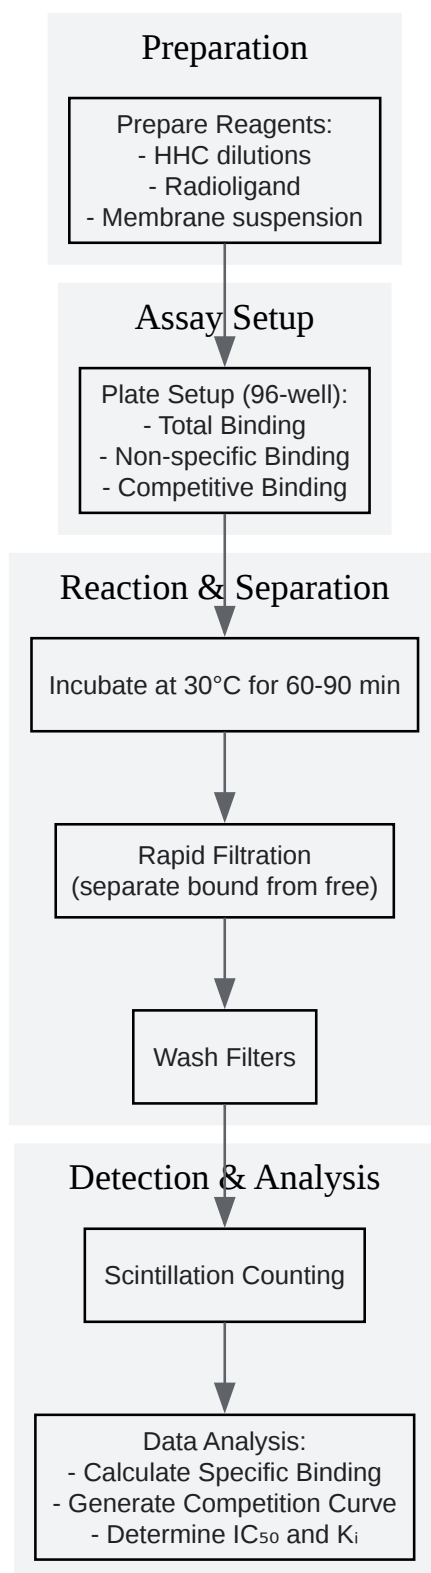 Preparation
Prepare Reagents:
- HHC dilutions
- Radioligand
- Membrane suspension
Assay Setup
Plate Setup (96-well):
- Total Binding
- Non-specific Binding
- Competitive Binding
Reaction & Separation
Incubate at 30°C for 60-90 min
Rapid Filtration
(separate bound from free)
Wash Filters
Detection & Analysis
Scintillation Counting
Data Analysis:
- Calculate Specific Binding
- Generate Competition Curve
- Determine IC₅₀ and Kᵢ